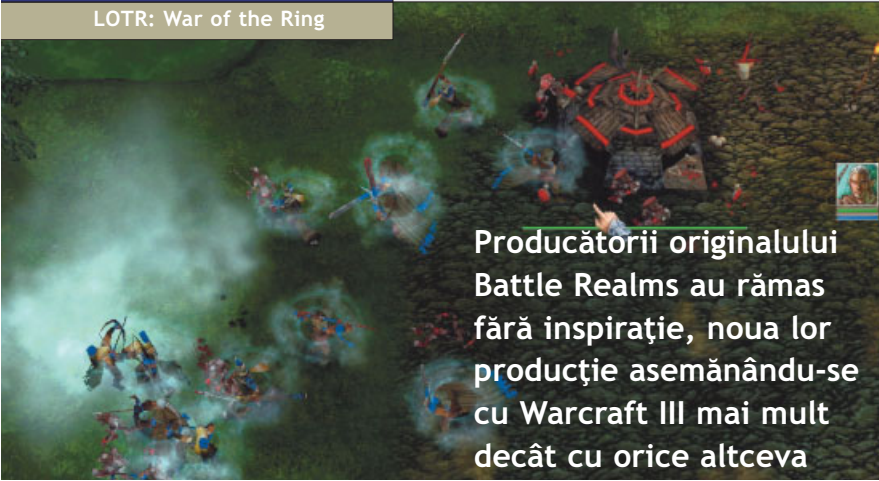 LOTR: War of the Ring
Producătorii originalului
Battle Realms au rămas
fără inspiraţie, noua lor
producţie asemănându-se
cu Warcraft III mai mult
decât cu orice altceva